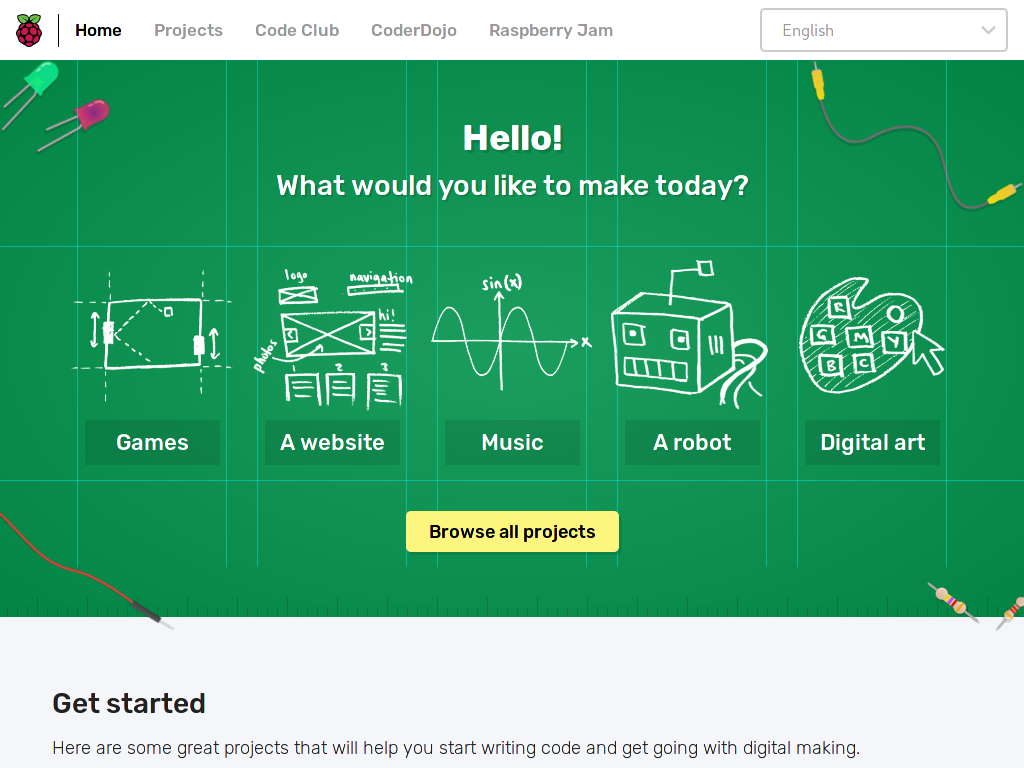 Home Projects Code Club CoderDojo Raspberry Jam English
Hello!
What would you like to make today?
logo
navigation
hi!
photos
2
3
sin(x)
x
R
G
M
Y
B
C
Games
A website
Music
A robot
Digital art
Browse all projects
Get started
Here are some great projects that will help you start writing code and get going with digital making.